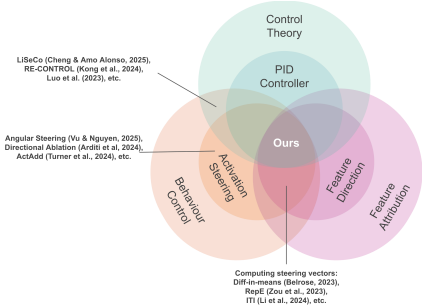 Control
Theory
LiSeCo (Cheng & Amo Alonso, 2025),
RE-CONTROL (Kong et al., 2024),
Luo et al. (2023), etc.
PID
Controller
Angular Steering (Vu & Nguyen, 2025),
Directional Ablation (Arditi et al, 2024),
ActAdd (Turner et al., 2024), etc.
Ours
Activation
Steering
Behaviour
Control
Feature
Direction
Feature
Attribution
Computing steering vectors:
Diff-in-means (Belrose, 2023),
RepE (Zou et al., 2023),
ITI (Li et al., 2024), etc.